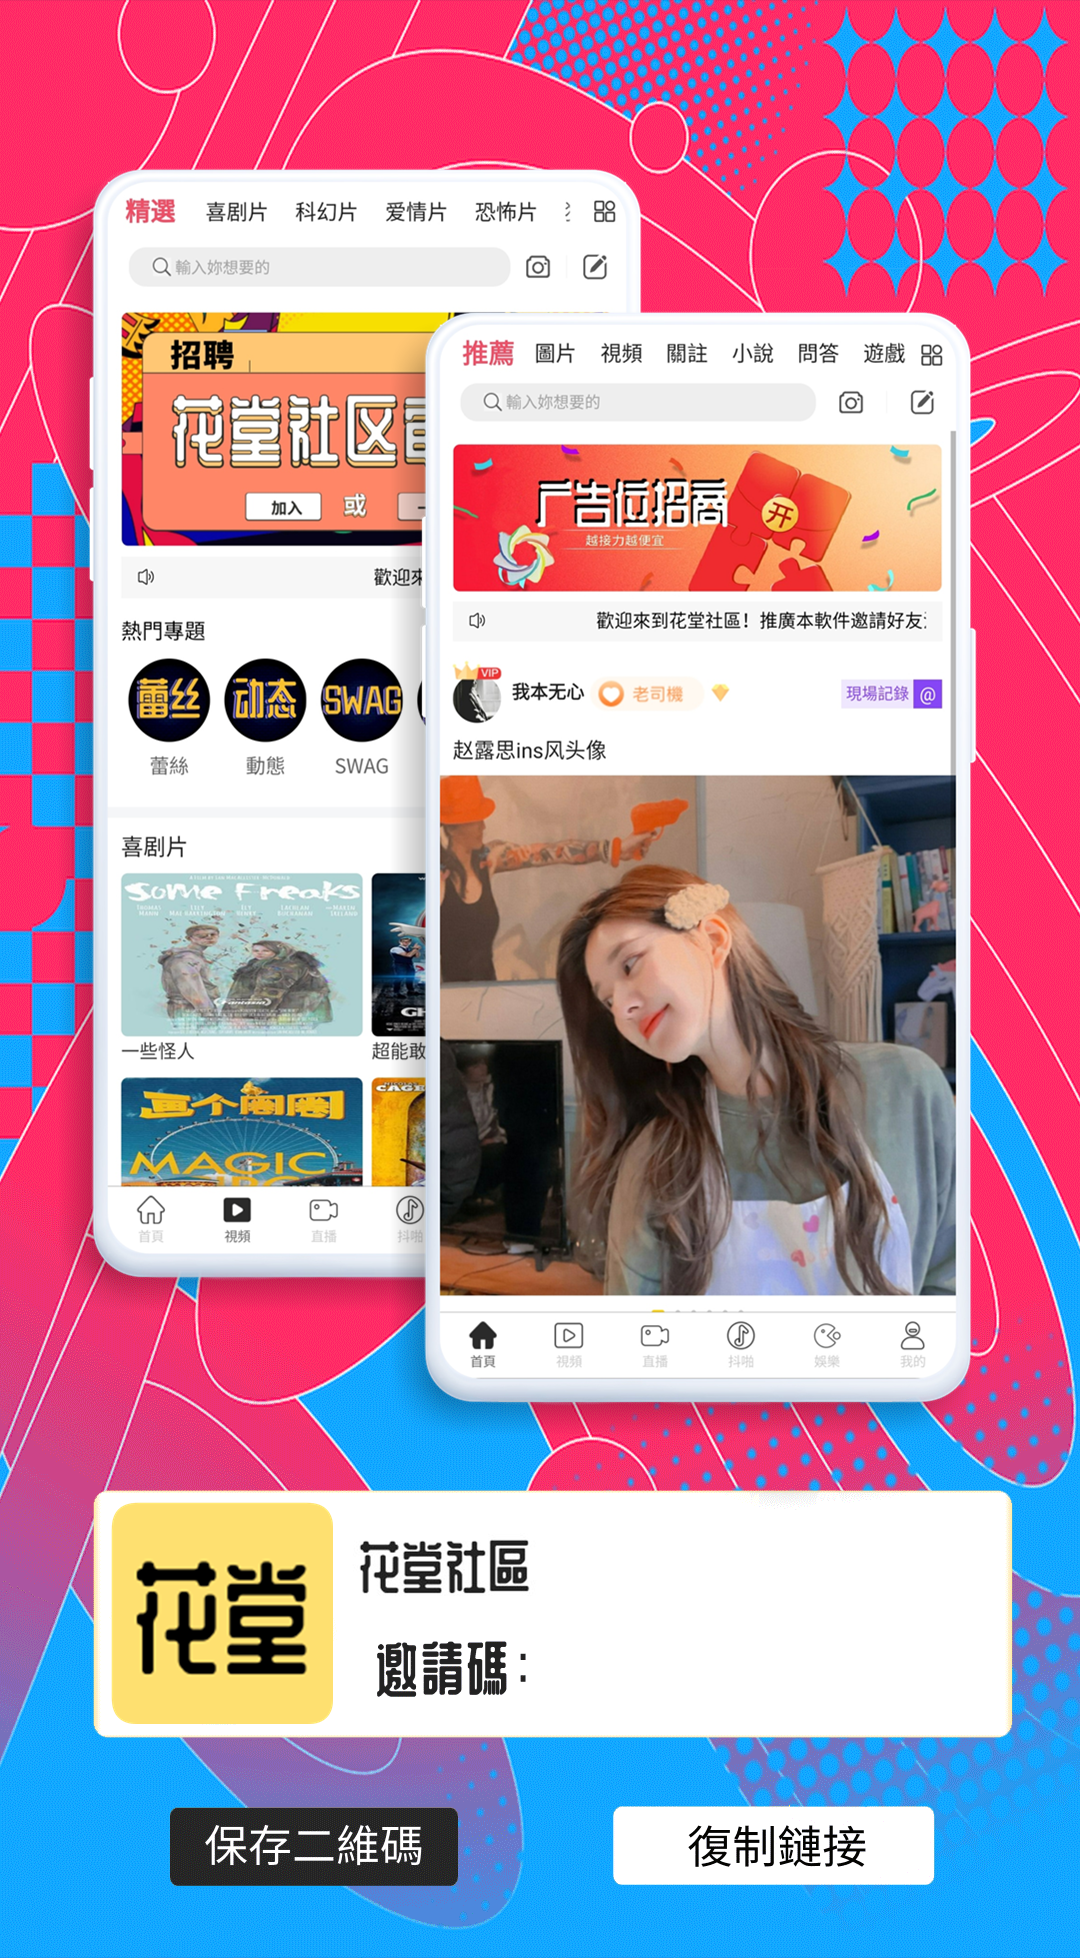 精選 喜剧片 科幻片 爱情片 恐怖片
輸入妳想要的
招聘
花堂社区
加入 或
歡迎來
熱門專題
蕾丝 动态 SWAG
蕾絲 動態 SWAG
喜剧片
Some Freaks
一些怪人 超能敢
画个圈圈
MAGIC
CAGE
首頁 視頻 直播 抖啪
推薦 圖片 視頻 關註 小說 問答 遊戲
輸入妳想要的
广告位招商
开
越接力越便宜
歡迎來到花堂社區！推廣本軟件邀請好友
VIP
我本无心 老司機 現場記錄 @
赵露思ins风头像
首頁 視頻 直播 抖啪 娛樂 我的
花堂
花堂社區
邀請碼：
保存二維碼 復制鏈接